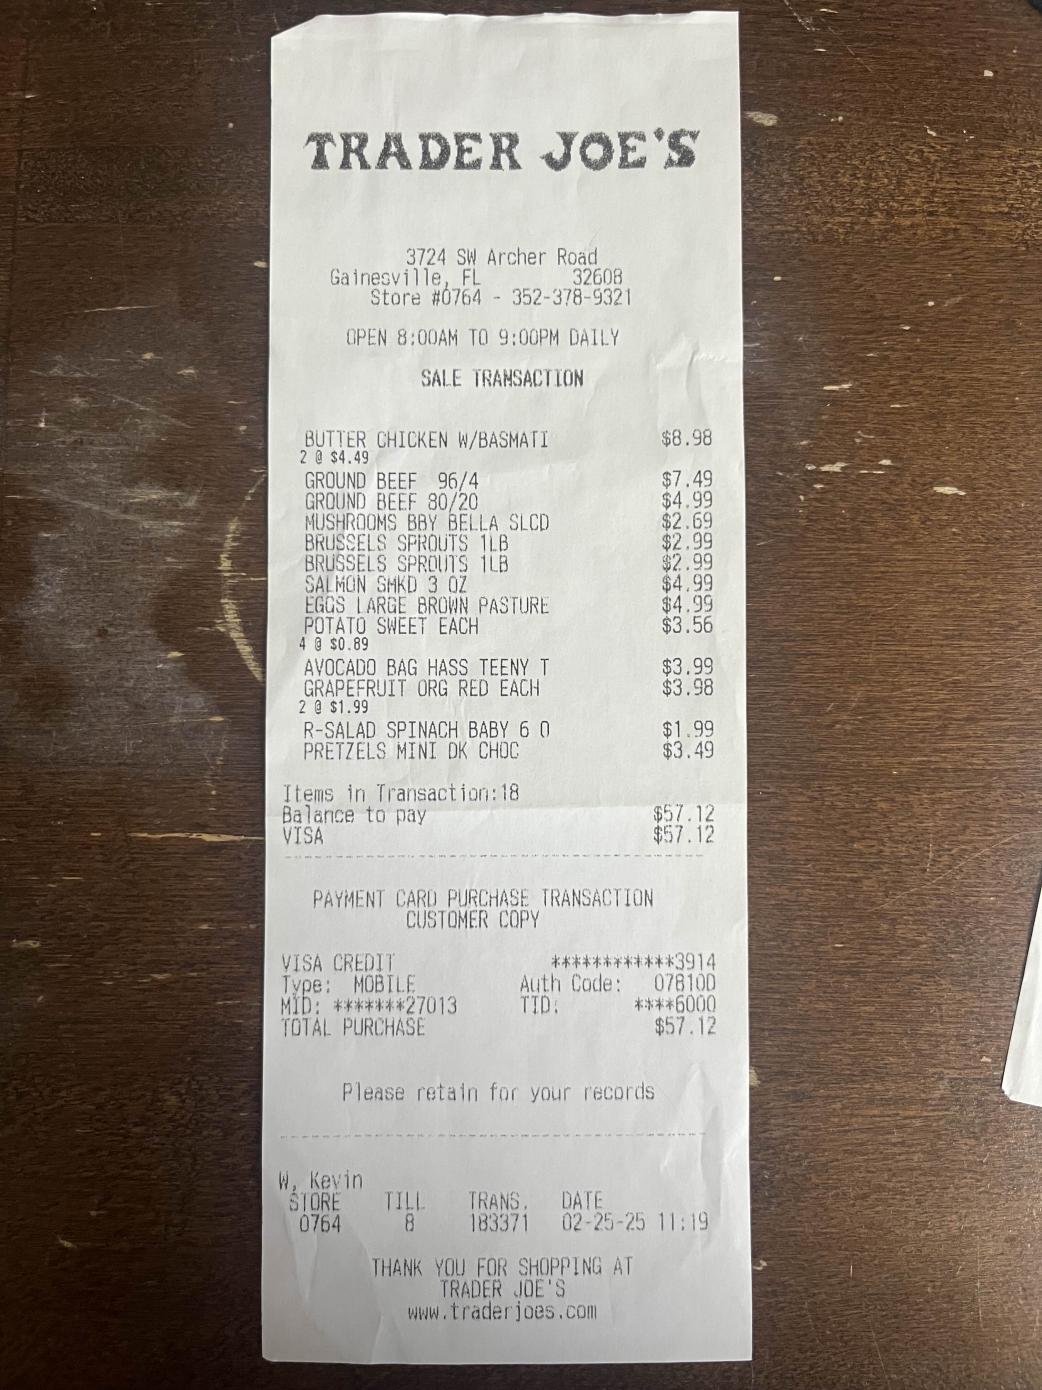 TRADER JOE'S
3724 SW Archer Road
Gainesville, FL 32608
Store #0764 - 352-378-9321
OPEN 8:00AM TO 9:00PM DAILY
SALE TRANSACTION
BUTTER CHICKEN W/BASMATI $8.98
2 @ $4.49
GROUND BEEF 96/4 $7.49
GROUND BEEF 80/20 $4.99
MUSHROOMS BBY BELLA SLCD $2.69
BRUSSELS SPROUTS 1LB $2.99
BRUSSELS SPROUTS 1LB $2.99
SALMON SMKD 3 OZ $4.99
EGGS LARGE BROWN PASTURE $4.99
POTATO SWEET EACH $3.56
4 @ $0.89
AVOCADO BAG HASS TEENY T $3.99
GRAPEFRUIT ORG RED EACH $3.98
2 @ $1.99
R-SALAD SPINACH BABY 6 O $1.99
PRETZELS MINI DK CHOC $3.49
Items in Transaction:18
Balance to pay $57.12
VISA $57.12
PAYMENT CARD PURCHASE TRANSACTION
CUSTOMER COPY
VISA CREDIT ************3914
Type: MOBILE Auth Code: 07810D
MID: *******27013 TID: ****6000
TOTAL PURCHASE $57.12
Please retain for your records
W, Kevin
STORE TILL TRANS. DATE
0764 8 183371 02-25-25 11:19
THANK YOU FOR SHOPPING AT
TRADER JOE'S
www.traderjoes.com